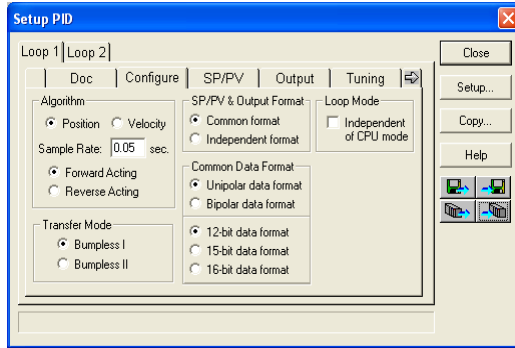 Setup PID
Loop 1 Loop 2
Doc Configure SP/PV Output Tuning
Algorithm
Position Velocity
Sample Rate: 0.05 sec.
Forward Acting
Reverse Acting
Transfer Mode
Bumpless I
Bumpless II
SP/PV & Output Format
Common format
Independent format
Common Data Format
Unipolar data format
Bipolar data format
12-bit data format
15-bit data format
16-bit data format
Loop Mode
Independent
of CPU mode
Close
Setup...
Copy...
Help